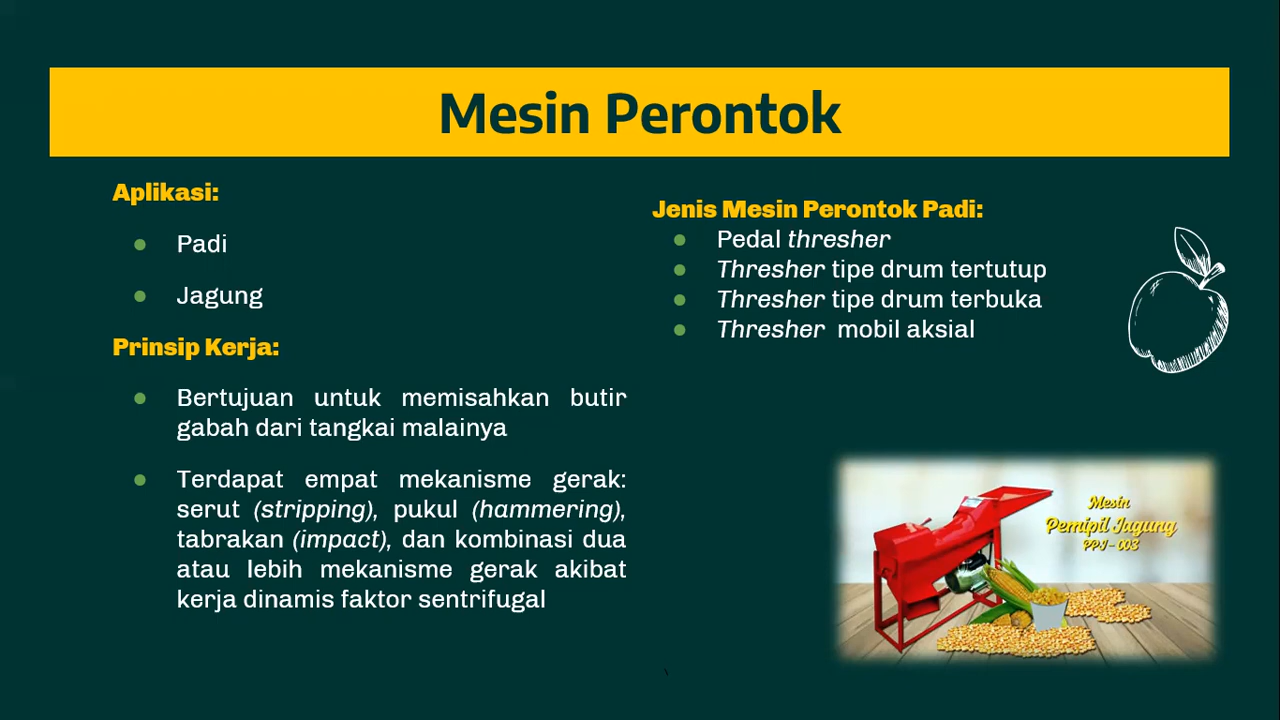 Mesin Perontok
Aplikasi:
Padi
Jagung
Prinsip Kerja:
Bertujuan untuk memisahkan butir
gabah dari tangkai malainya
Terdapat empat mekanisme gerak:
serut (stripping), pukul (hammering),
tabrakan (impact), dan kombinasi dua
atau lebih mekanisme gerak akibat
kerja dinamis faktor sentrifugal
Jenis Mesin Perontok Padi:
Pedal thresher
Thresher tipe drum tertutup
Thresher tipe drum terbuka
Thresher mobil aksial
Mesin
Pemipil Jagung
PPJ-003